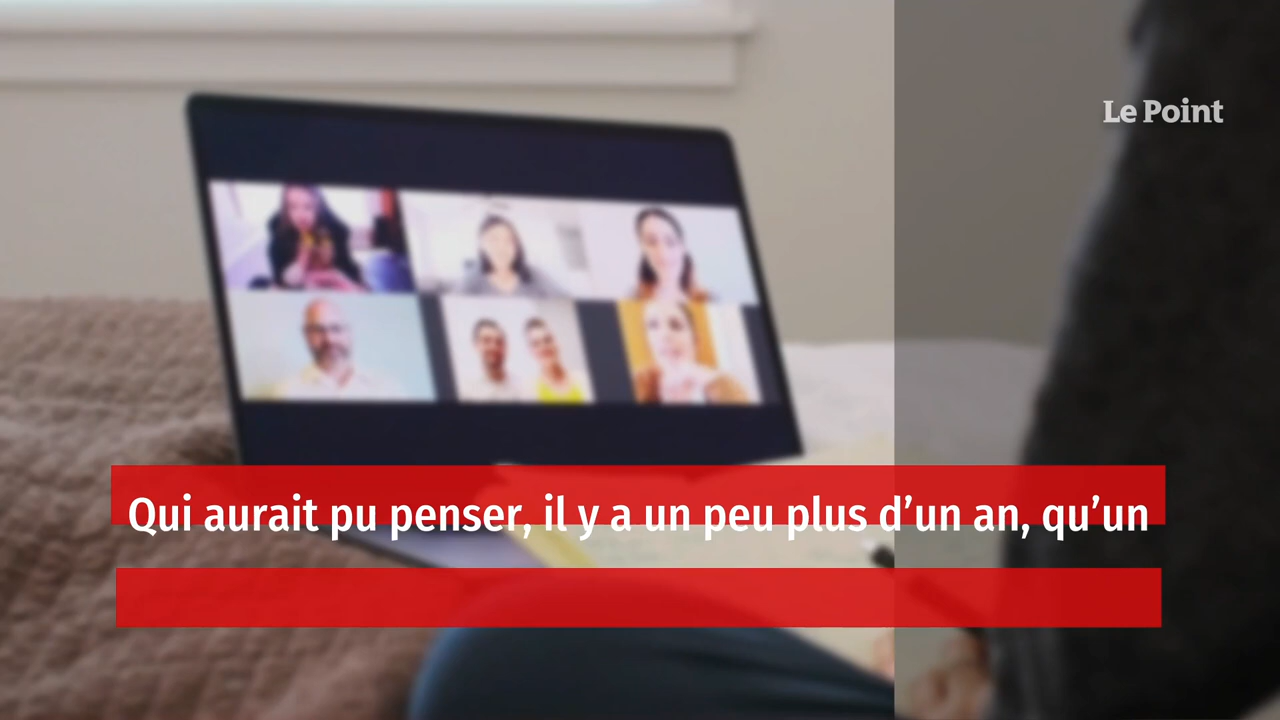 Le Point
Qui aurait pu penser, il y a un peu plus d’un an, qu’un